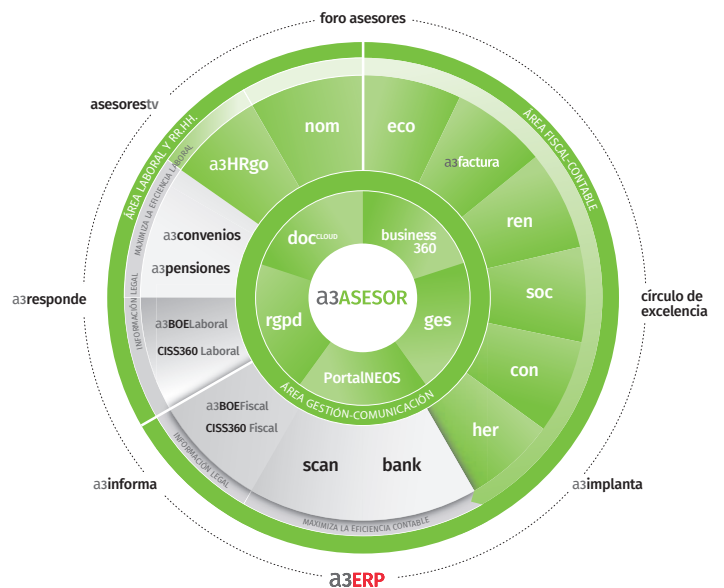 foro asesores
asesorestv
ÁREA LABORAL Y RR.HH.
ÁREA FISCAL-CONTABLE
MAXIMIZA LA EFICIENCIA LABORAL
nom
eco
a3HRgo
a3factura
a3convenios
a3pensiones
ren
docCLOUD
business
360
a3ASESOR
soc
a3responde
círculo de
excelencia
INFORMACIÓN LEGAL
a3BOELaboral
CISS360 Laboral
rgpd
ges
con
PortalNEOS
ÁREA GESTIÓN-COMUNICACIÓN
a3BOEFiscal
CISS360 Fiscal
her
scan
bank
INFORMACIÓN LEGAL
MAXIMIZA LA EFICIENCIA CONTABLE
a3informa
a3implanta
a3ERP